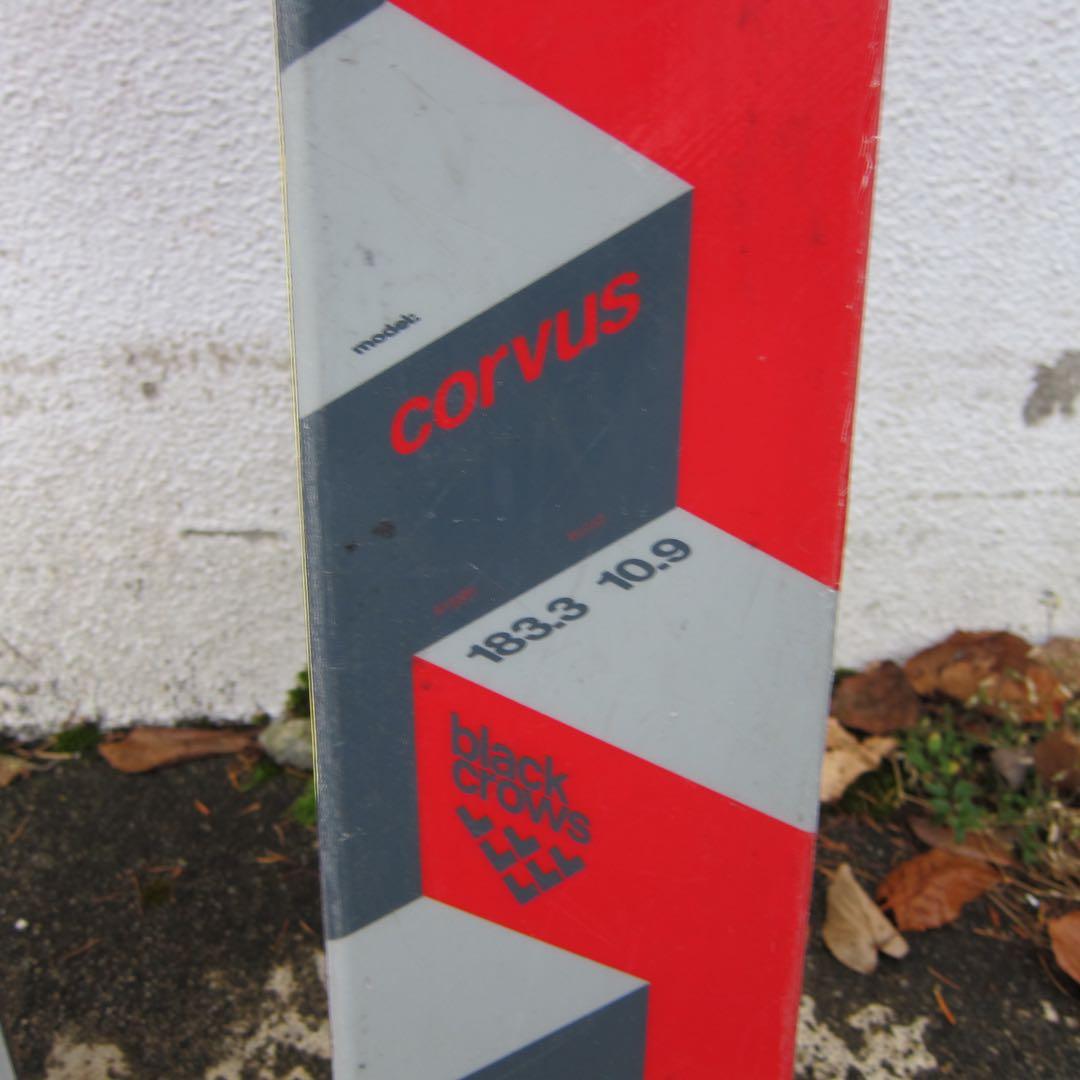 model:
corvus
183.3 10.9
black
crows